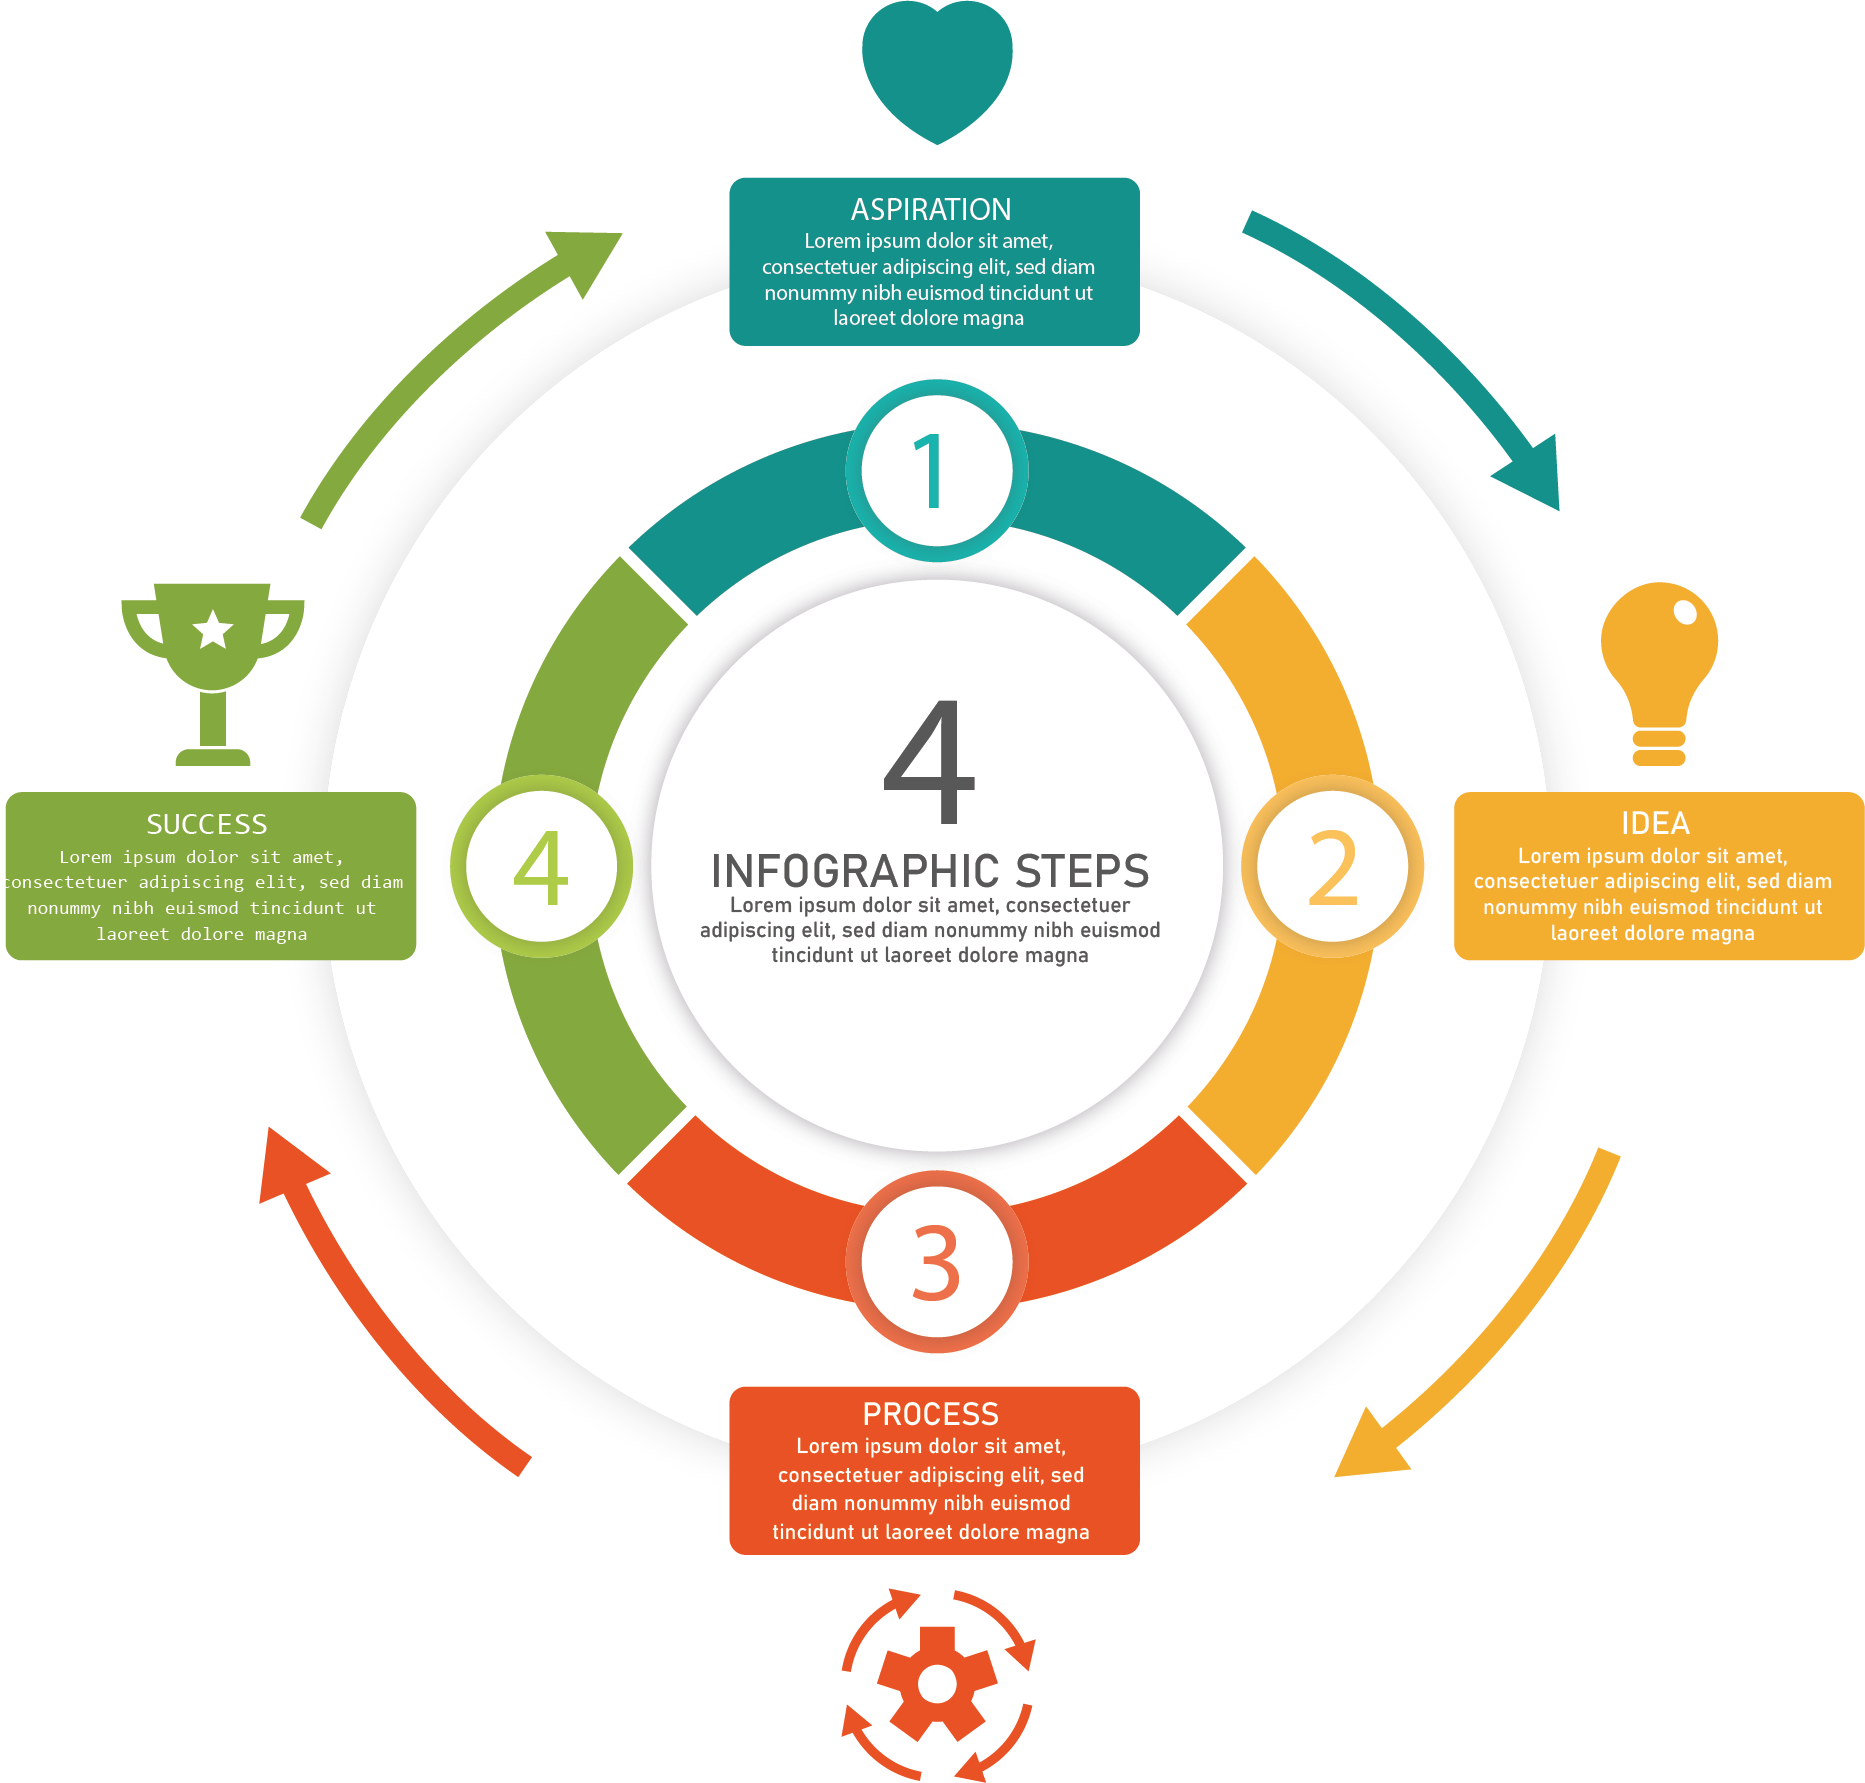 ASPIRATION
Lorem ipsum dolor sit amet,
consectetuer adipiscing elit, sed diam
nonummy nibh euismod tincidunt ut
laoreet dolore magna
1
SUCCESS
Lorem ipsum dolor sit amet,
consectetuer adipiscing elit, sed diam
nonummy nibh euismod tincidunt ut
laoreet dolore magna
4
4
INFOGRAPHIC STEPS
Lorem ipsum dolor sit amet, consectetuer
adipiscing elit, sed diam nonummy nibh euismod
tincidunt ut laoreet dolore magna
2
IDEA
Lorem ipsum dolor sit amet,
consectetuer adipiscing elit, sed diam
nonummy nibh euismod tincidunt ut
laoreet dolore magna
3
PROCESS
Lorem ipsum dolor sit amet,
consectetuer adipiscing elit, sed
diam nonummy nibh euismod
tincidunt ut laoreet dolore magna